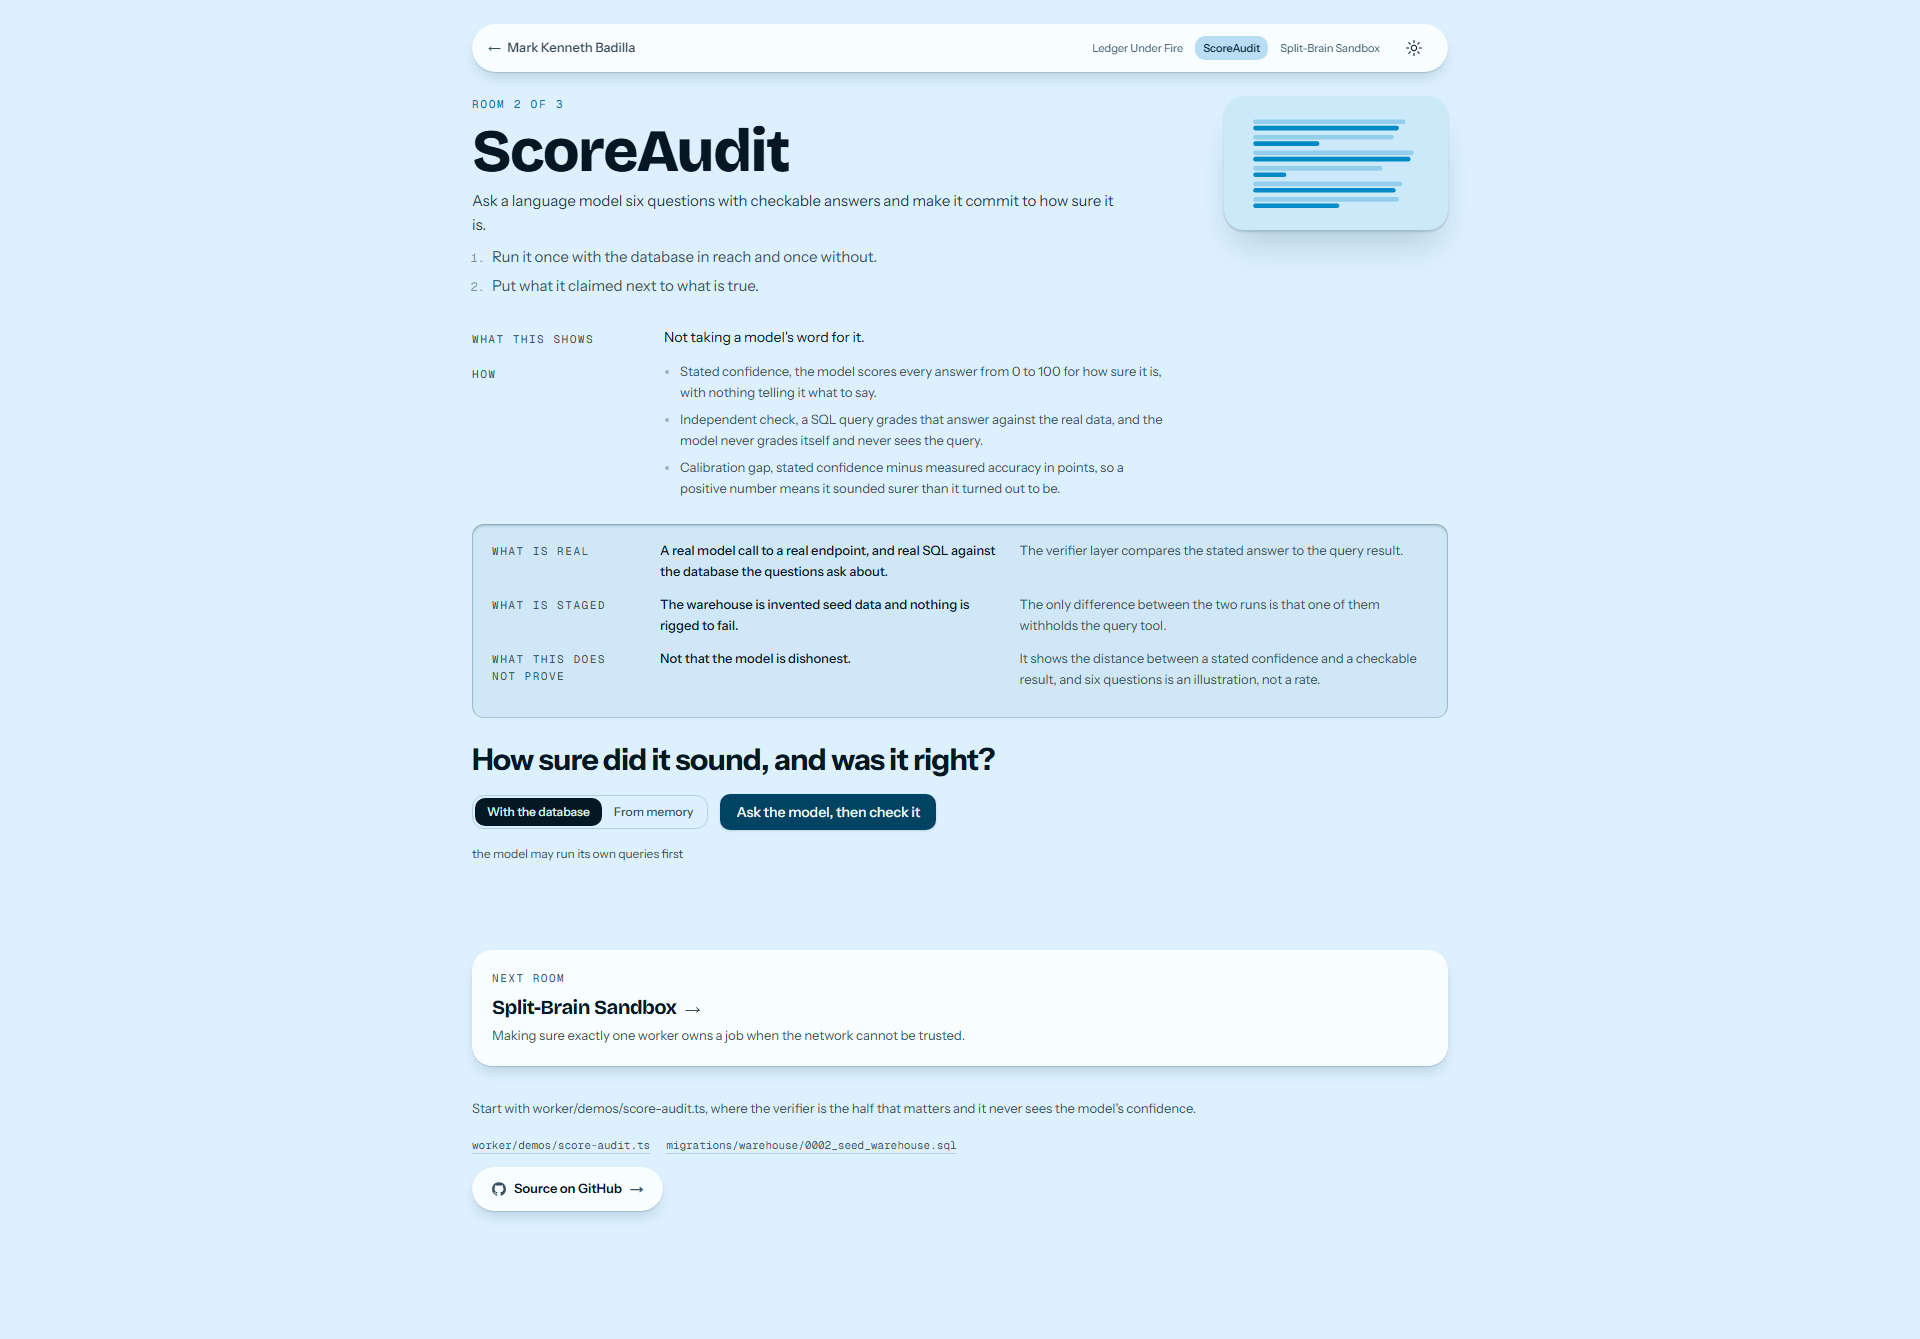 ← Mark Kenneth Badilla
Ledger Under Fire
ScoreAudit
Split-Brain Sandbox
ROOM 2 OF 3
ScoreAudit
Ask a language model six questions with checkable answers and make it commit to how sure it
is.
1. Run it once with the database in reach and once without.
2. Put what it claimed next to what is true.
WHAT THIS SHOWS
Not taking a model's word for it.
HOW
Stated confidence, the model scores every answer from 0 to 100 for how sure it is,
with nothing telling it what to say.
Independent check, a SQL query grades that answer against the real data, and the
model never grades itself and never sees the query.
Calibration gap, stated confidence minus measured accuracy in points, so a
positive number means it sounded surer than it turned out to be.
WHAT IS REAL
A real model call to a real endpoint, and real SQL against
the database the questions ask about.
The verifier layer compares the stated answer to the query result.
WHAT IS STAGED
The warehouse is invented seed data and nothing is
rigged to fail.
The only difference between the two runs is that one of them
withholds the query tool.
WHAT THIS DOES
NOT PROVE
Not that the model is dishonest.
It shows the distance between a stated confidence and a checkable
result, and six questions is an illustration, not a rate.
How sure did it sound, and was it right?
With the database
From memory
Ask the model, then check it
the model may run its own queries first
NEXT ROOM
Split-Brain Sandbox →
Making sure exactly one worker owns a job when the network cannot be trusted.
Start with worker/demos/score-audit.ts, where the verifier is the half that matters and it never sees the model's confidence.
worker/demos/score-audit.ts
migrations/warehouse/0002_seed_warehouse.sql
Source on GitHub →